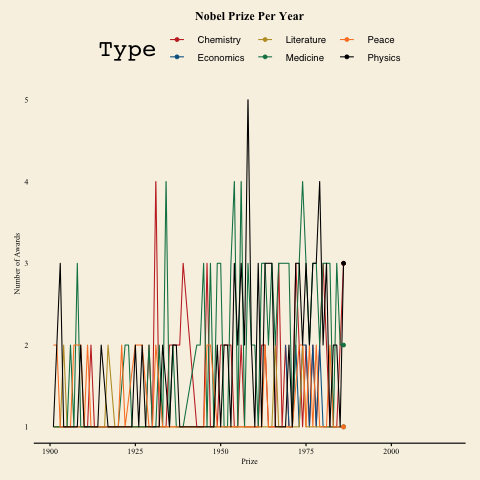 Nobel Prize Per Year
Type
Chemistry Literature Peace
Economics Medicine Physics
5
4
3
2
1
Number of Awards
1900 1925 1950 1975 2000
Prize